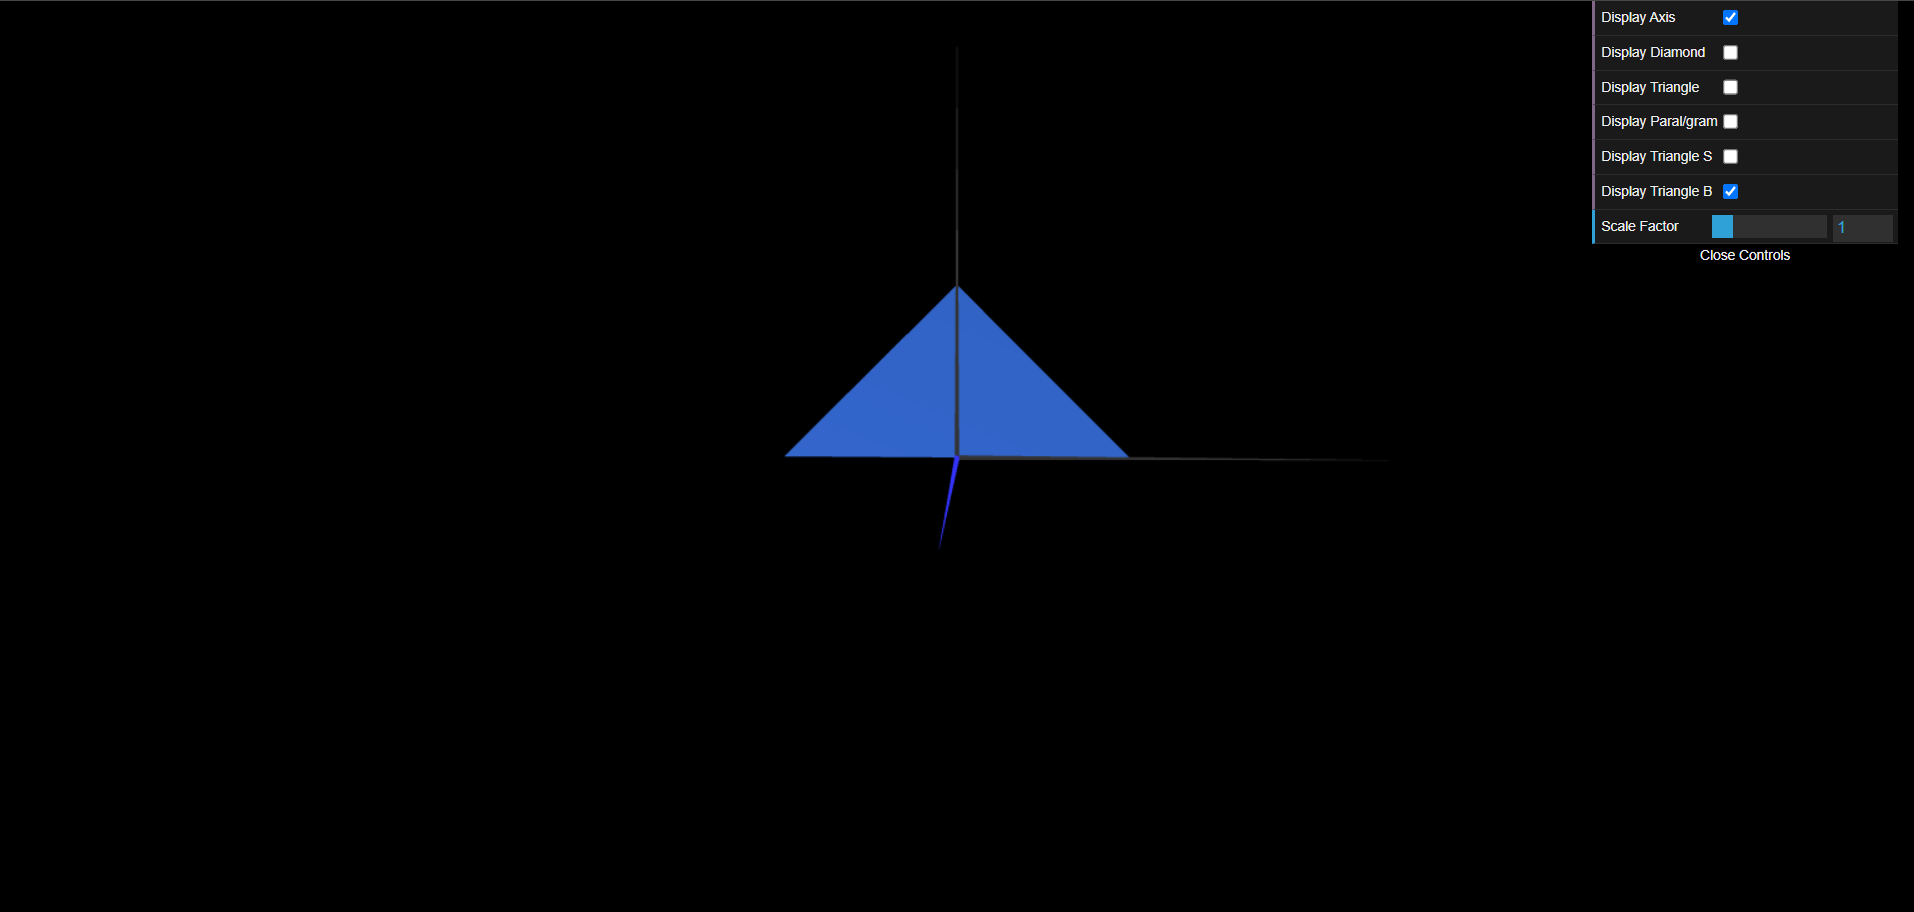 Display Axis
Display Diamond
Display Triangle
Display Paral/gram
Display Triangle S
Display Triangle B
Scale Factor 1
Close Controls